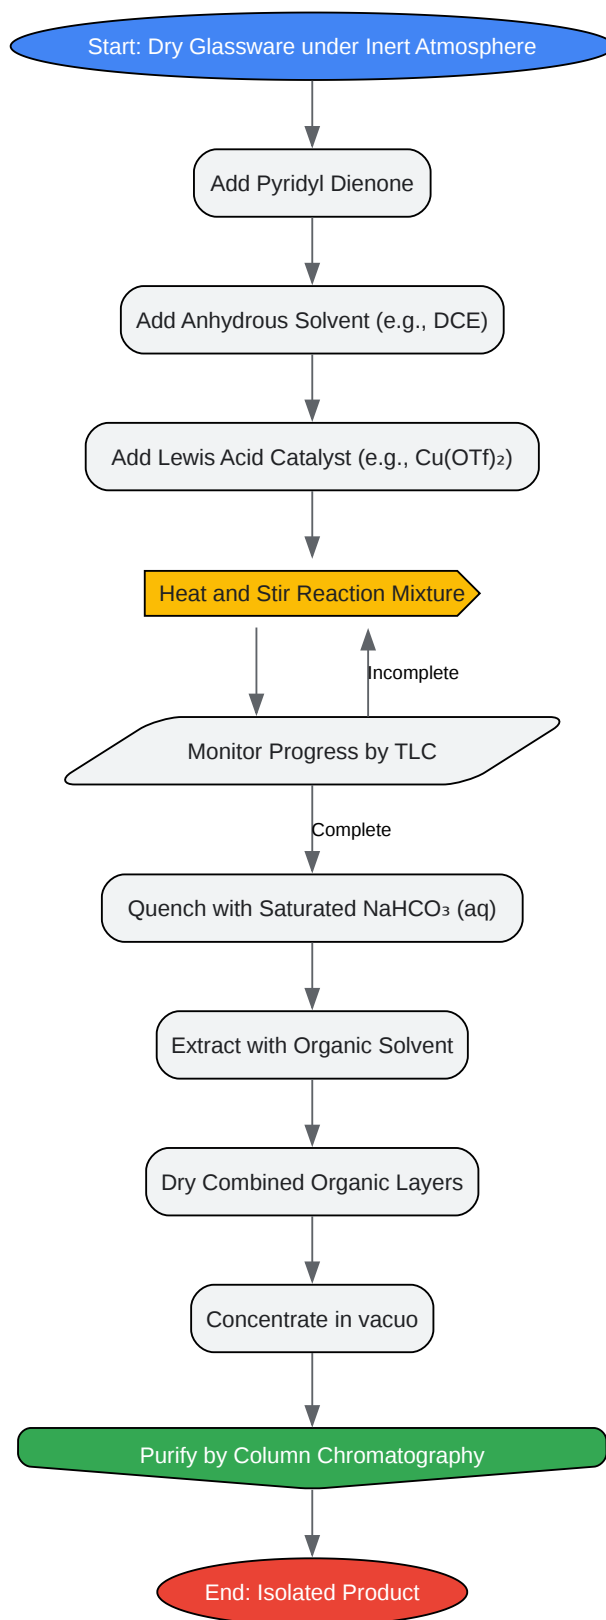 Start: Dry Glassware under Inert Atmosphere
Add Pyridyl Dienone
Add Anhydrous Solvent (e.g., DCE)
Add Lewis Acid Catalyst (e.g., Cu(OTf)₂)
Heat and Stir Reaction Mixture
Incomplete
Monitor Progress by TLC
Complete
Quench with Saturated NaHCO₃ (aq)
Extract with Organic Solvent
Dry Combined Organic Layers
Concentrate in vacuo
Purify by Column Chromatography
End: Isolated Product